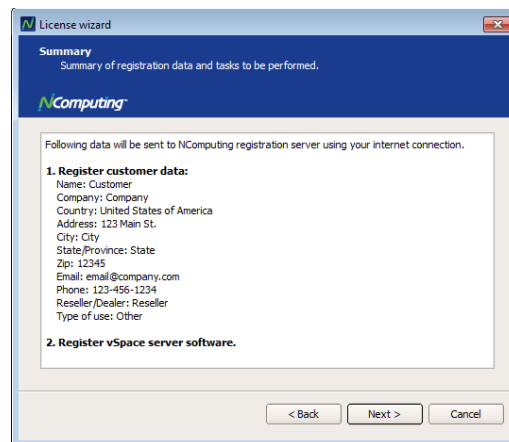 License wizard
Summary
Summary of registration data and tasks to be performed.
NComputing
Following data will be sent to NComputing registration server using your internet connection.
1. Register customer data:
Name: Customer
Company: Company
Country: United States of America
Address: 123 Main St.
City: City
State/Province: State
Zip: 12345
Email: email@company.com
Phone: 123-456-1234
Reseller/Dealer: Reseller
Type of use: Other
2. Register vSpace server software.
< Back Next > Cancel